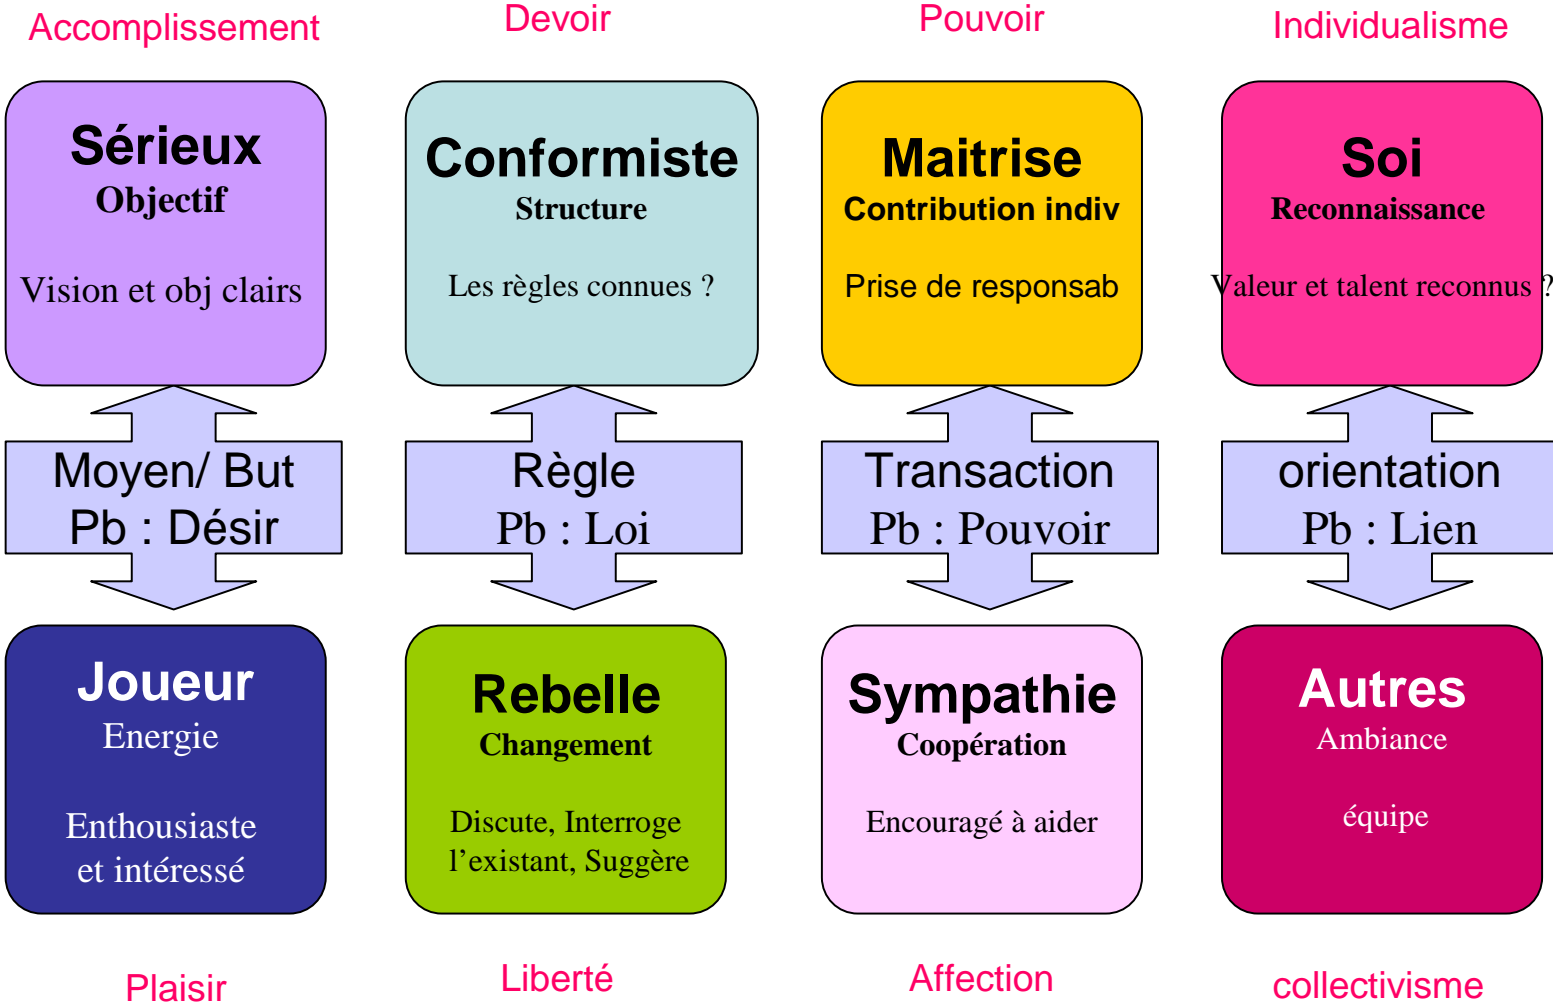 Accomplissement
Devoir
Pouvoir
Individualisme
Sérieux
Objectif
Vision et obj clairs
Conformiste
Structure
Les règles connues ?
Maitrise
Contribution indiv
Prise de responsab
Soi
Reconnaissance
Valeur et talent reconnus ?
Moyen/ But
Pb : Désir
Règle
Pb : Loi
Transaction
Pb : Pouvoir
orientation
Pb : Lien
Joueur
Energie
Enthousiaste
et intéressé
Rebelle
Changement
Discute, Interroge
l’existant, Suggère
Sympathie
Coopération
Encouragé à aider
Autres
Ambiance
équipe
Plaisir
Liberté
Affection
collectivisme